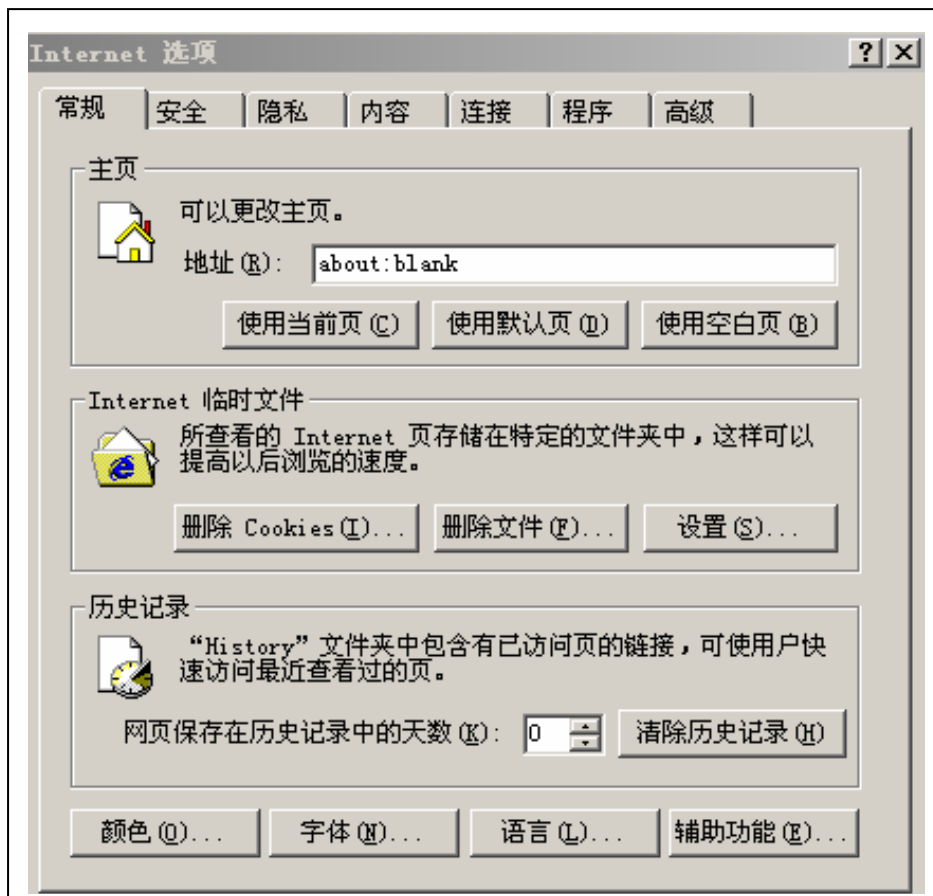 Internet 选项
常规 安全 隐私 内容 连接 程序 高级
主页
可以更改主页。
地址(R): about:blank
使用当前页(C) 使用默认页(D) 使用空白页(B)
Internet 临时文件
所查看的 Internet 页存储在特定的文件夹中，这样可以
提高以后浏览的速度。
删除 Cookies(I)... 删除文件(F)... 设置(S)...
历史记录
“History”文件夹中包含有已访问页的链接，可使用户快
速访问最近查看过的页。
网页保存在历史记录中的天数(K): 0 清除历史记录(H)
颜色(O)... 字体(N)... 语言(L)... 辅助功能(E)...